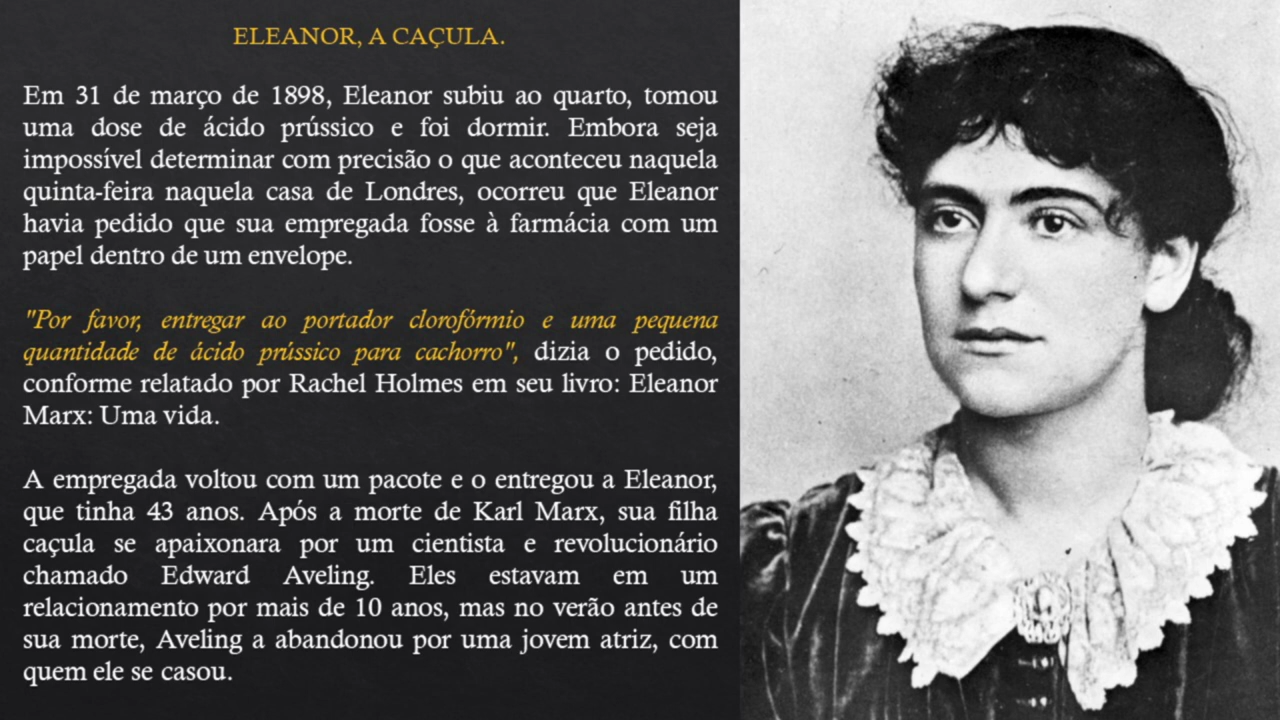 ELEANOR, A CAÇULA.
Em 31 de março de 1898, Eleanor subiu ao quarto, tomou
uma dose de ácido prússico e foi dormir. Embora seja
impossível determinar com precisão o que aconteceu naquela
quinta-feira naquela casa de Londres, ocorreu que Eleanor
havia pedido que sua empregada fosse à farmácia com um
papel dentro de um envelope.
"Por favor, entregar ao portador clorofórmio e uma pequena
quantidade de ácido prússico para cachorro", dizia o pedido,
conforme relatado por Rachel Holmes em seu livro: Eleanor
Marx: Uma vida.
A empregada voltou com um pacote e o entregou a Eleanor,
que tinha 43 anos. Após a morte de Karl Marx, sua filha
caçula se apaixonara por um cientista e revolucionário
chamado Edward Aveling. Eles estavam em um
relacionamento por mais de 10 anos, mas no verão antes de
sua morte, Aveling a abandonou por uma jovem atriz, com
quem ele se casou.